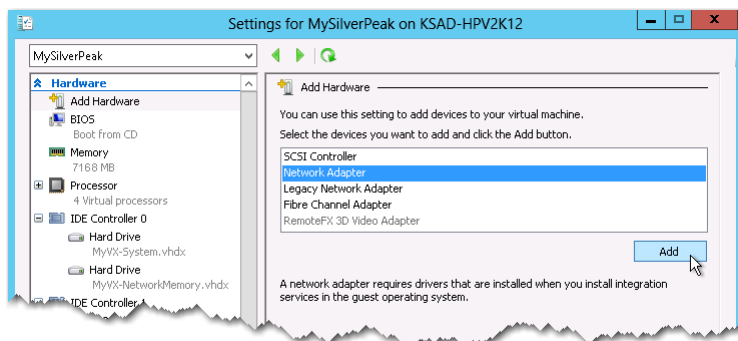 Settings for MySilverPeak on KSAD-HPV2K12
MySilverPeak
Hardware
Add Hardware
BIOS
Boot from CD
Memory
7168 MB
Processor
4 Virtual processors
IDE Controller 0
Hard Drive
MyVX-System.vhdx
Hard Drive
MyVX-NetworkMemory.vhdx
IDE Controller
Add Hardware
You can use this setting to add devices to your virtual machine.
Select the devices you want to add and click the Add button.
SCSI Controller
Network Adapter
Legacy Network Adapter
Fibre Channel Adapter
RemoteFX 3D Video Adapter
Add
A network adapter requires drivers that are installed when you install integration
services in the guest operating system.